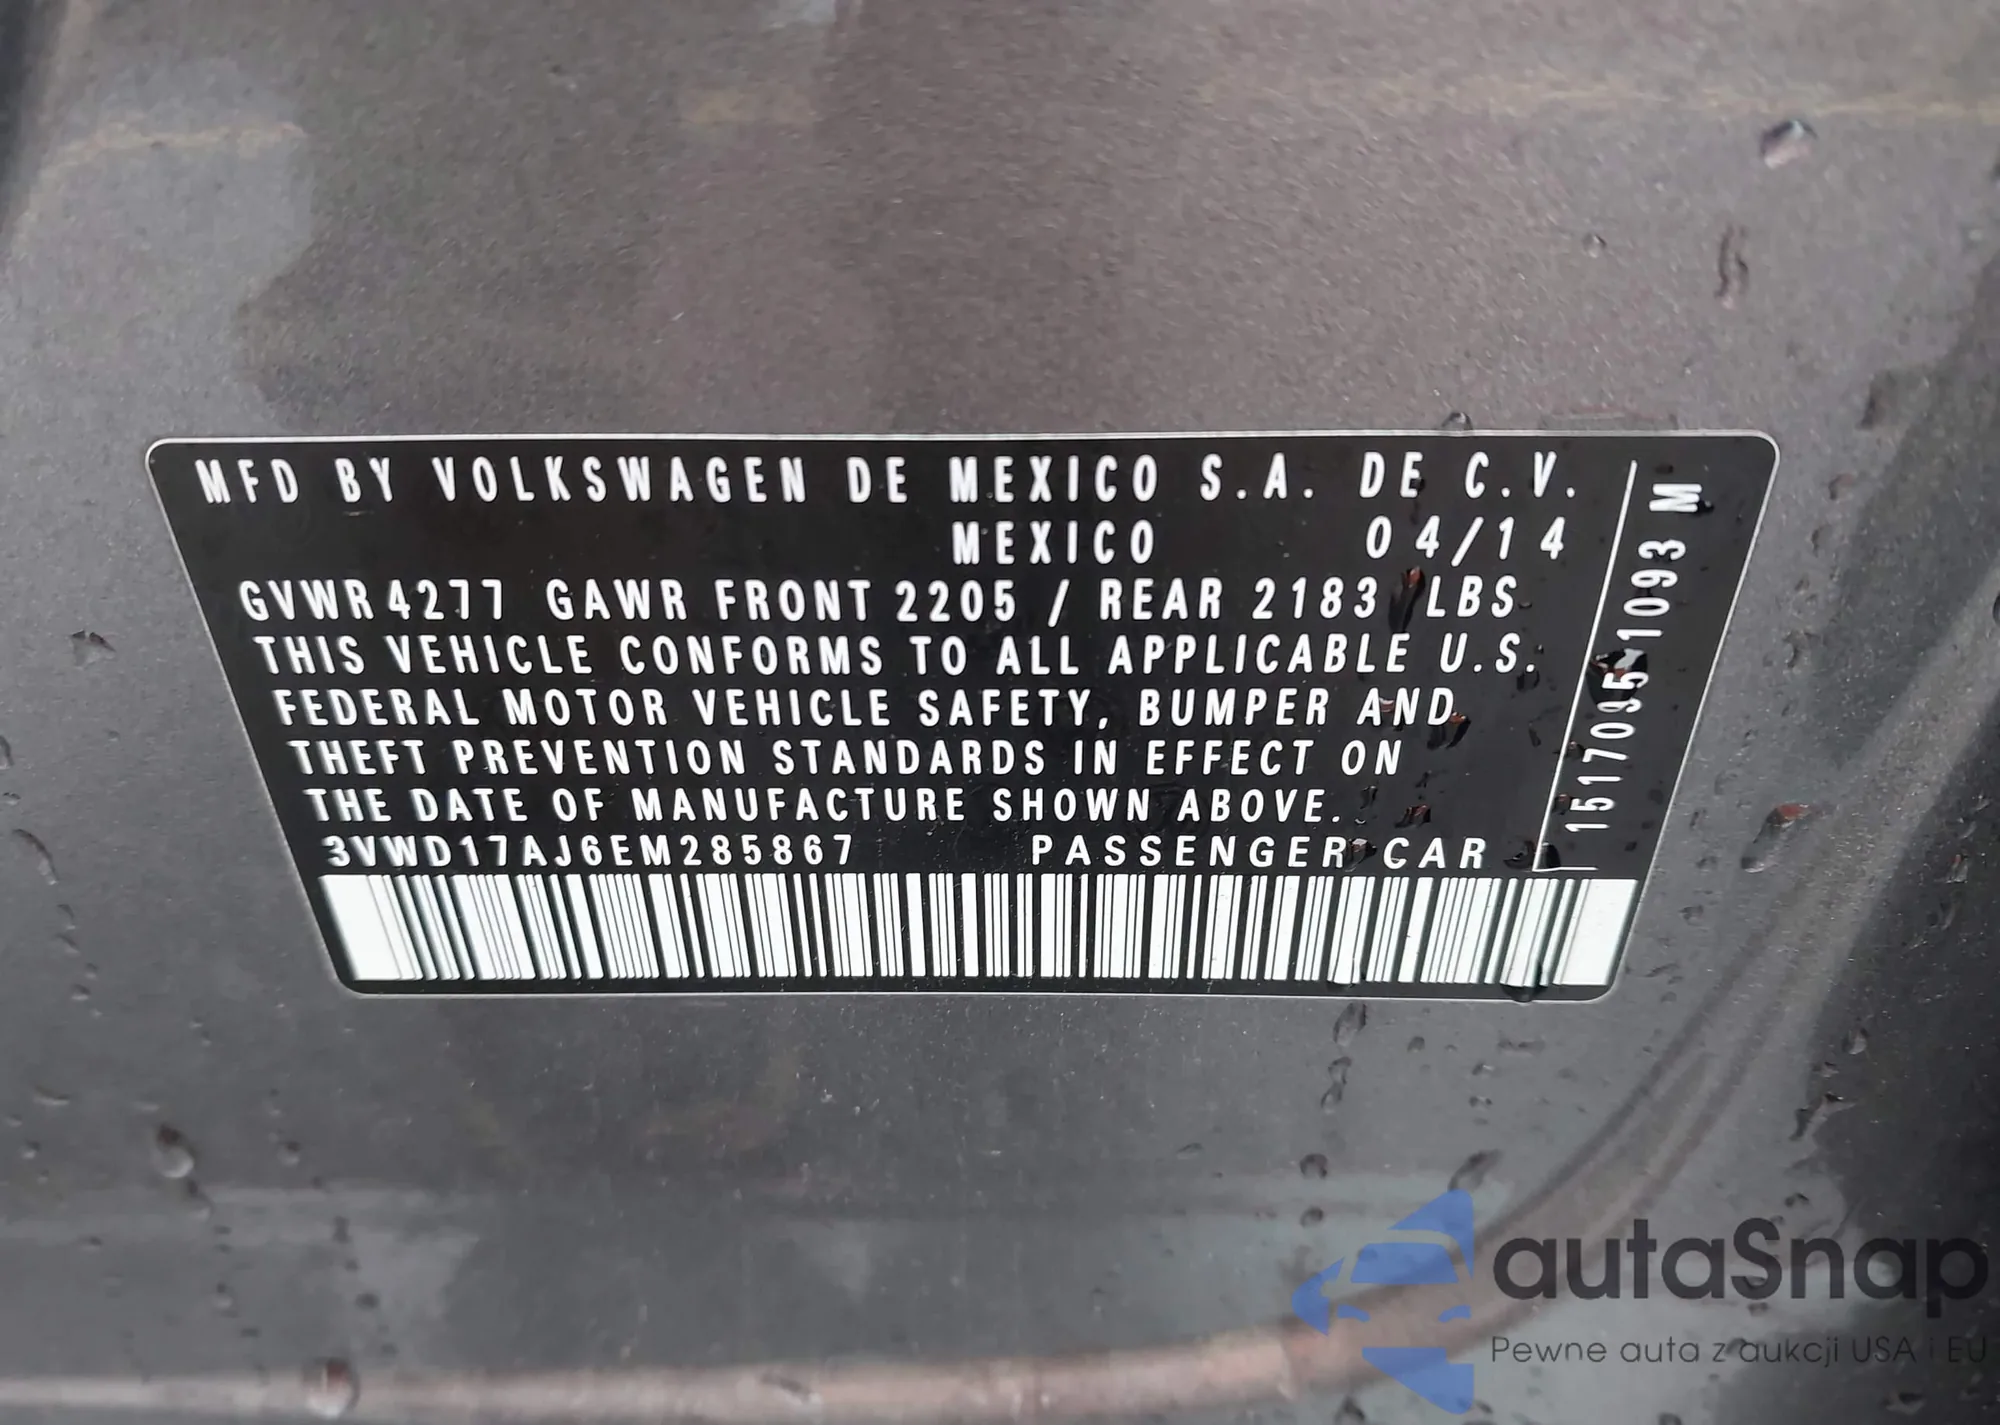 MFD BY VOLKSWAGEN DE MEXICO S.A. DE C.V.
MEXICO 04/14
GVWR 4277 GAWR FRONT 2205 / REAR 2183 LBS
THIS VEHICLE CONFORMS TO ALL APPLICABLE U.S.
FEDERAL MOTOR VEHICLE SAFETY, BUMPER AND
THEFT PREVENTION STANDARDS IN EFFECT ON
THE DATE OF MANUFACTURE SHOWN ABOVE.
3VWD17AJ6EM285867 PASSENGER CAR
autaSnap
Pewne auta z aukcji USA i EU